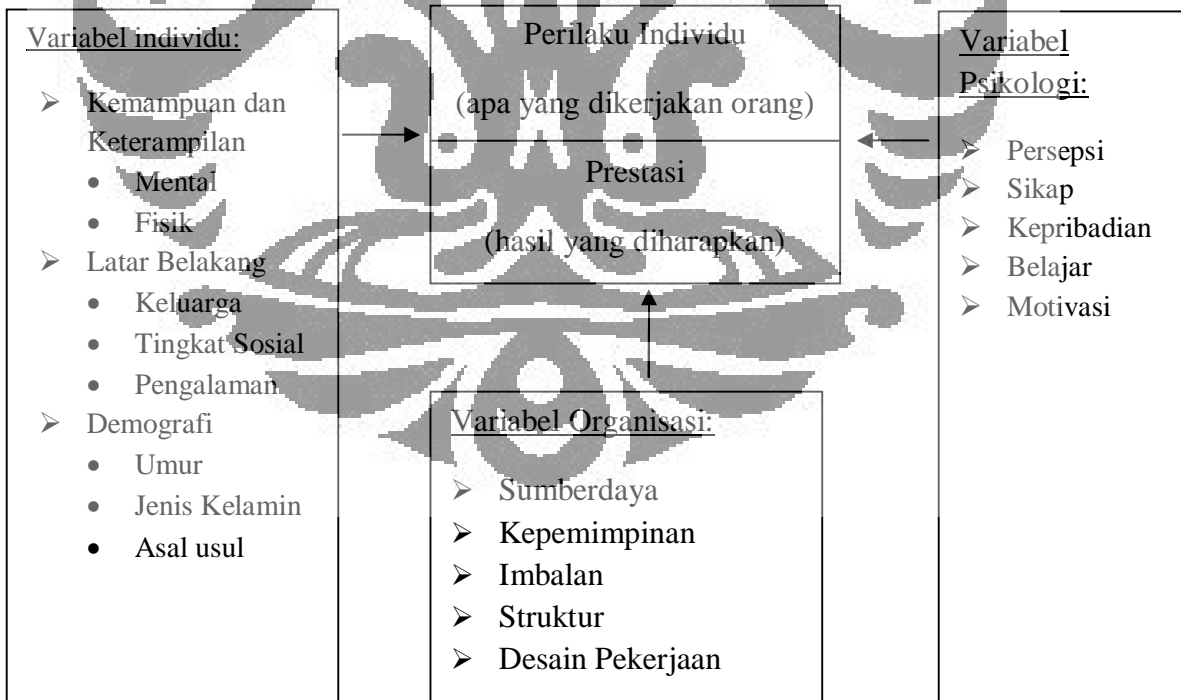 Variabel individu:
➢ Kemampuan dan
Keterampilan
• Mental
• Fisik
➢ Latar Belakang
• Keluarga
• Tingkat Sosial
• Pengalaman
➢ Demografi
• Umur
• Jenis Kelamin
• Asal usul
Perilaku Individu
(apa yang dikerjakan orang)
Prestasi
(hasil yang diharapkan)
Variabel Organisasi:
➢ Sumberdaya
➢ Kepemimpinan
➢ Imbalan
➢ Struktur
➢ Desain Pekerjaan
Variabel
Psikologi:
➢ Persepsi
➢ Sikap
➢ Kepribadian
➢ Belajar
➢ Motivasi